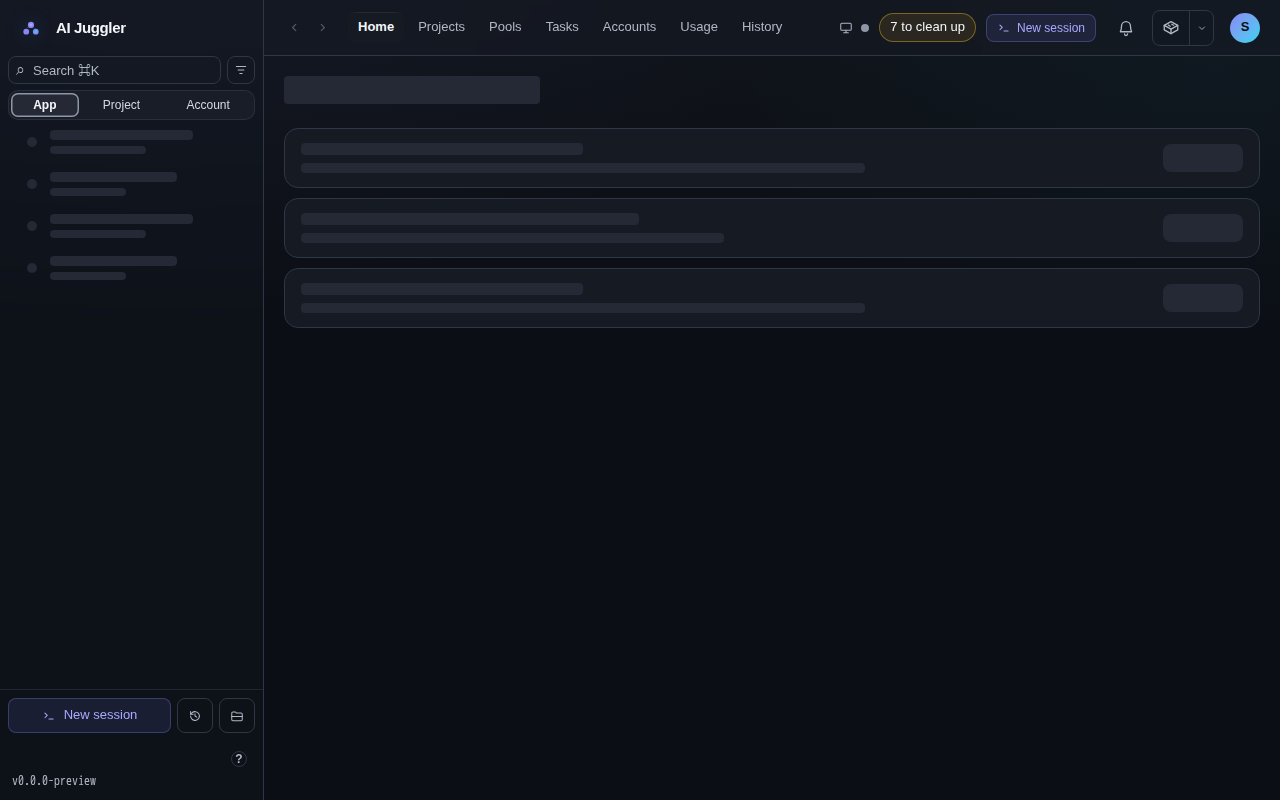 AI Juggler
Home Projects Pools Tasks Accounts Usage History
7 to clean up
New session
S
Search ⌘K
App Project Account
New session
?
v0.0.0-preview